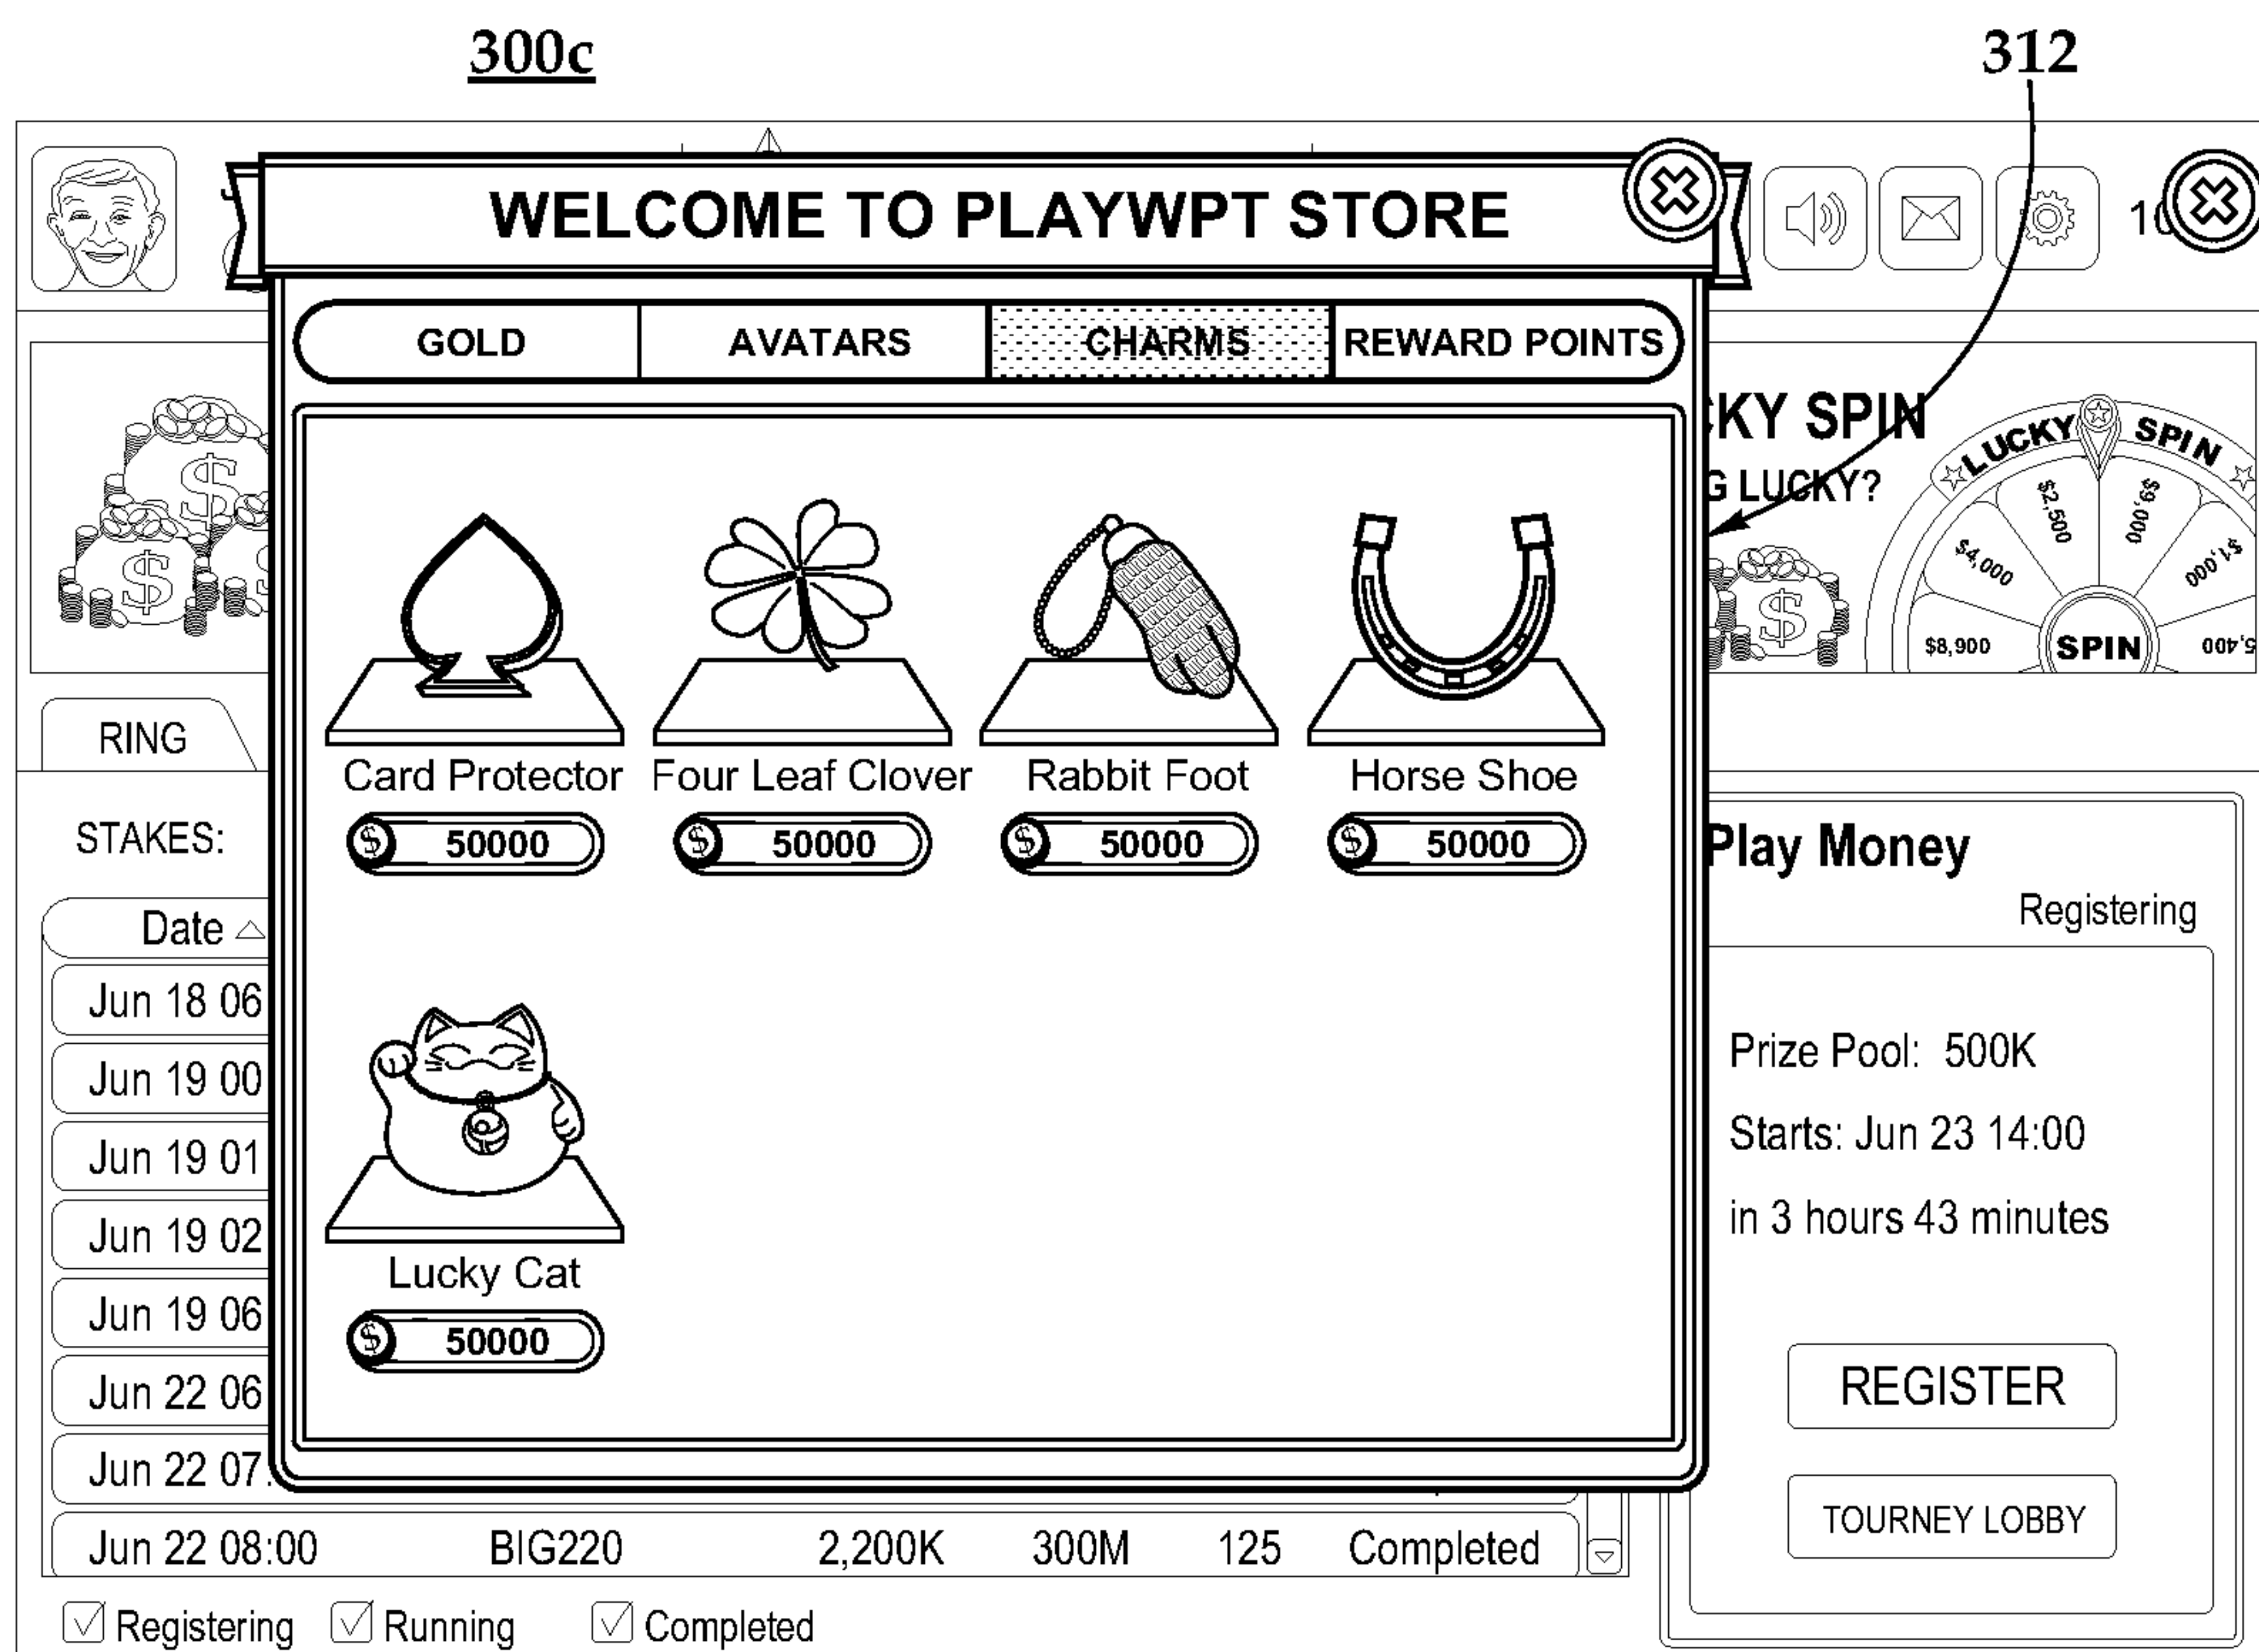 300c
312
WELCOME TO PLAYWPT STORE
GOLD AVATARS CHARMS REWARD POINTS
KY SPIN
G LUCKY?
LUCKY SPIN
$2,500
$9,000
$4,000
$1,000
$8,900
SPIN
5,400
Card Protector Four Leaf Clover Rabbit Foot Horse Shoe
$ 50000 $ 50000 $ 50000 $ 50000
Lucky Cat
$ 50000
RING
STAKES:
Date
Jun 18 06
Jun 19 00
Jun 19 01
Jun 19 02
Jun 19 06
Jun 22 06
Jun 22 07
Jun 22 08:00 BIG220 2,200K 300M 125 Completed
Registering Running Completed
Play Money
Registering
Prize Pool: 500K
Starts: Jun 23 14:00
in 3 hours 43 minutes
REGISTER
TOURNEY LOBBY